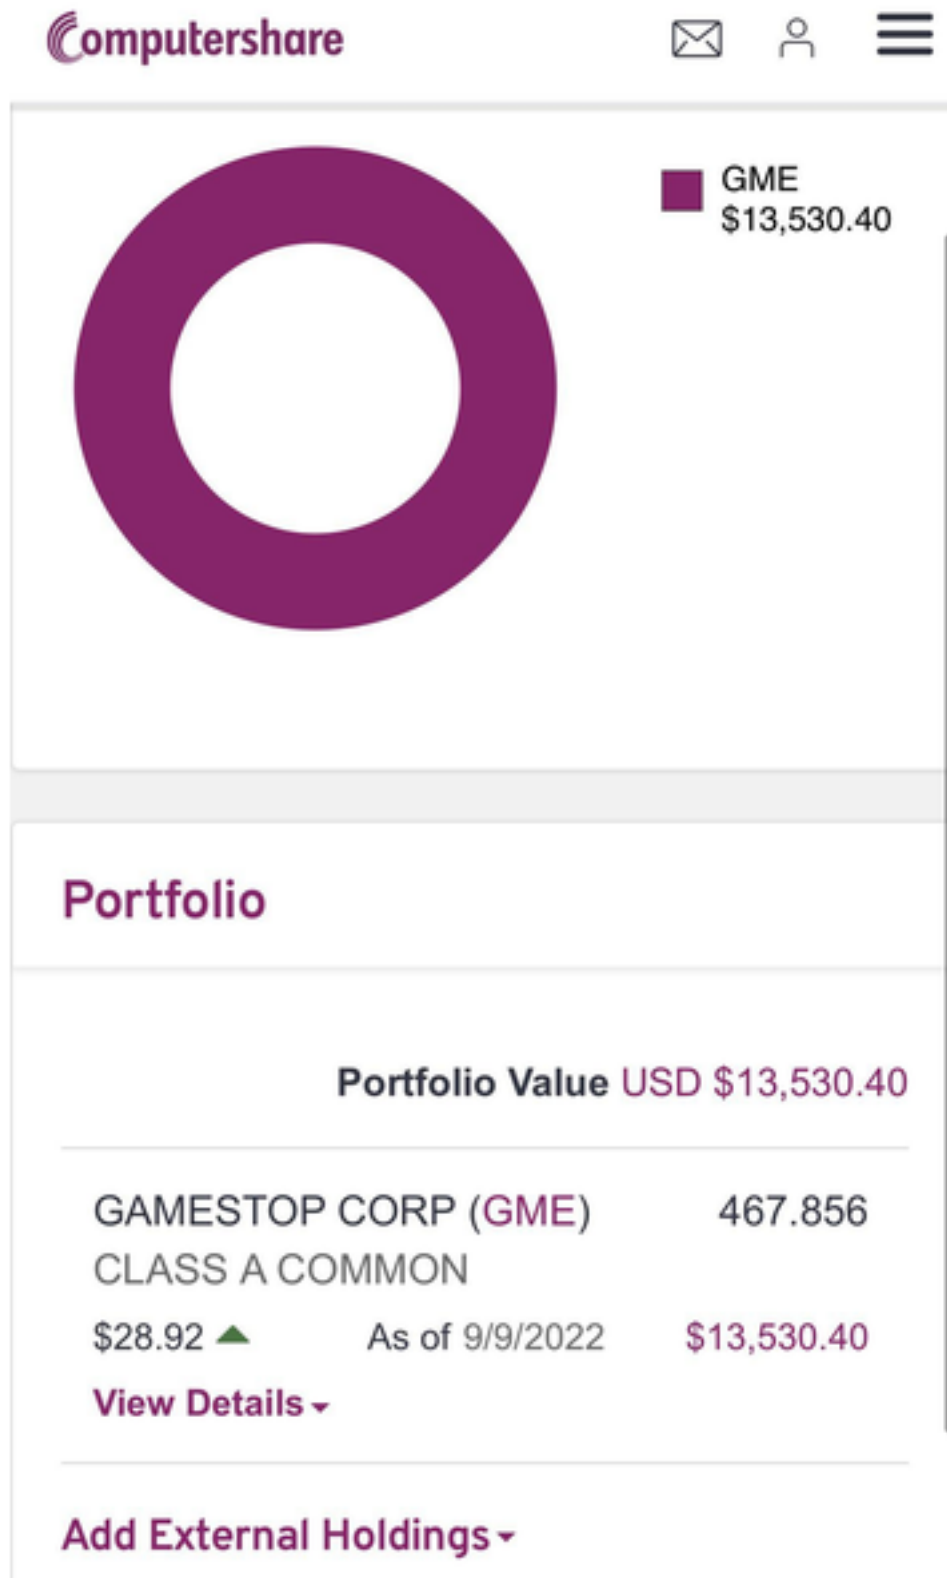 Computershare
GME
$13,530.40
Portfolio
Portfolio Value USD $13,530.40
GAMESTOP CORP (GME) 467.856
CLASS A COMMON
$28.92 As of 9/9/2022 $13,530.40
View Details
Add External Holdings